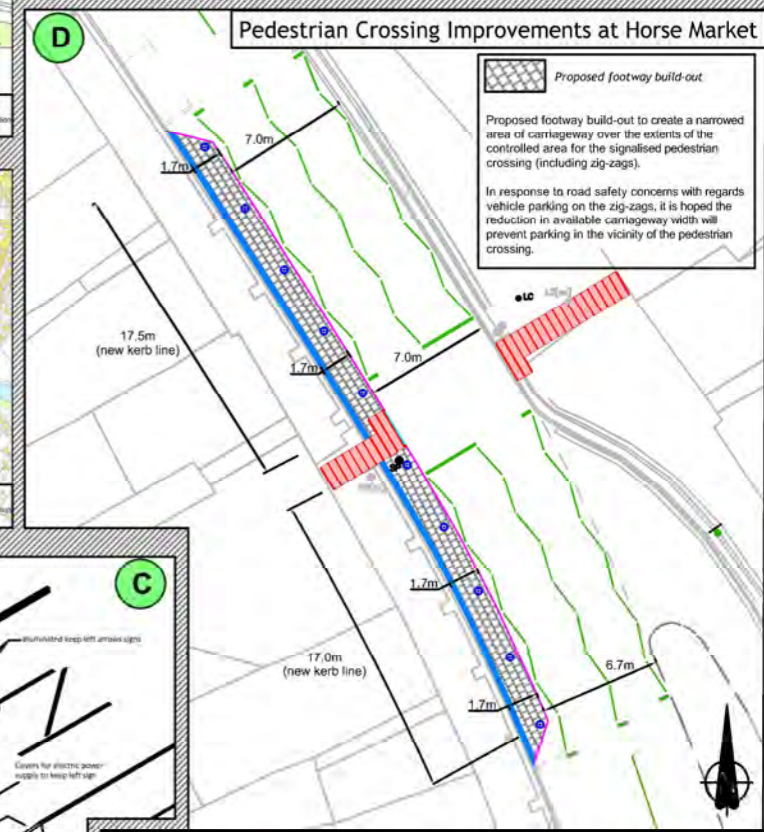 D
Pedestrian Crossing Improvements at Horse Market
Proposed footway build-out
Proposed footway build-out to create a narrowed
area of carriageway over the extents of the
controlled area for the signalised pedestrian
crossing (including zig-zags).
In response to road safety concerns with regards
vehicle parking on the zig-zags, it is hoped the
reduction in available carriageway width will
prevent parking in the vicinity of the pedestrian
crossing.
7.0m
1.7m
LC
17.5m
(new kerb line)
7.0m
1.7m
C
illuminated keep left arrows signs
1.7m
17.0m
(new kerb line)
6.7m
1.7m
Covers for electric power
supply to keep left sign